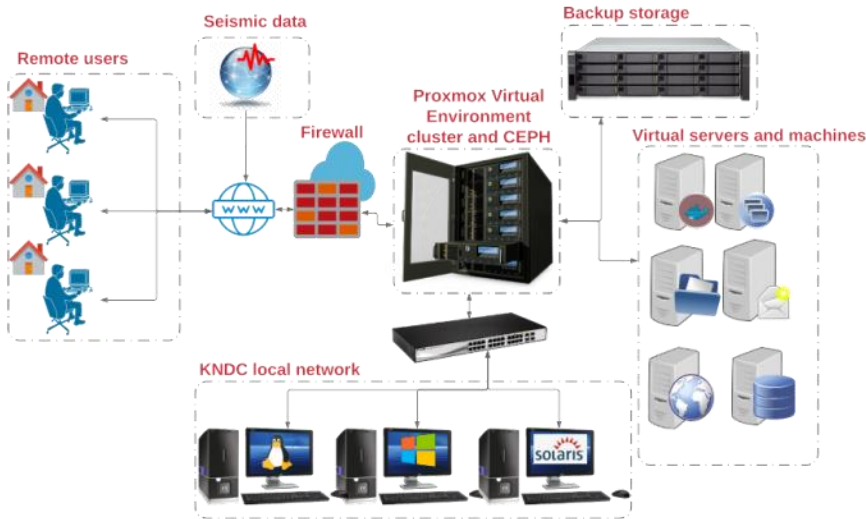 Backup storage
Seismic data
Remote users
Proxmox Virtual
Environment
cluster and CEPH
Firewall
Virtual servers and machines
WWW
KNDC local network
solaris